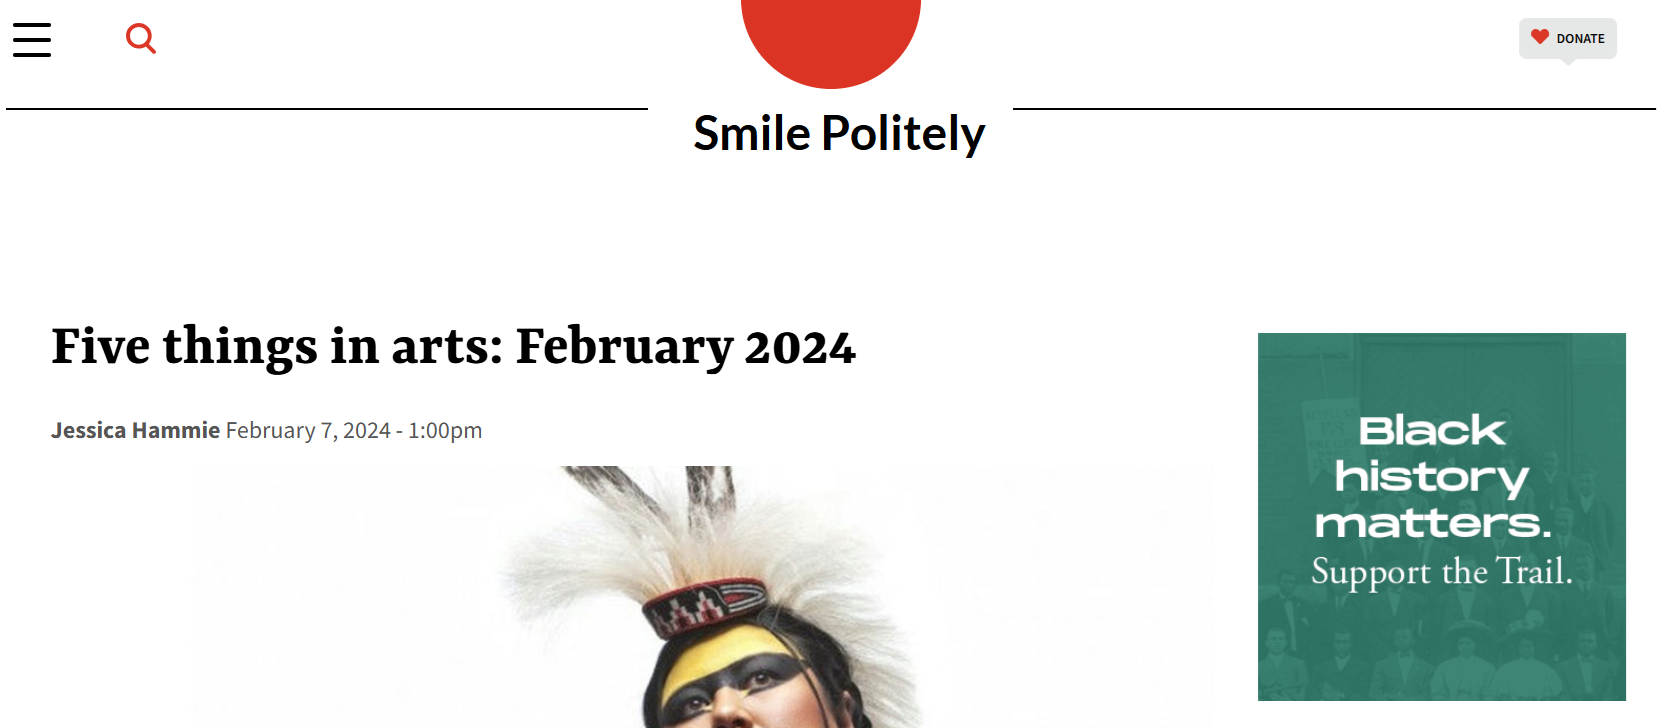 DONATE
Smile Politely
Five things in arts: February 2024
Jessica Hammie February 7, 2024 - 1:00pm
Black
history
matters.
Support the Trail.